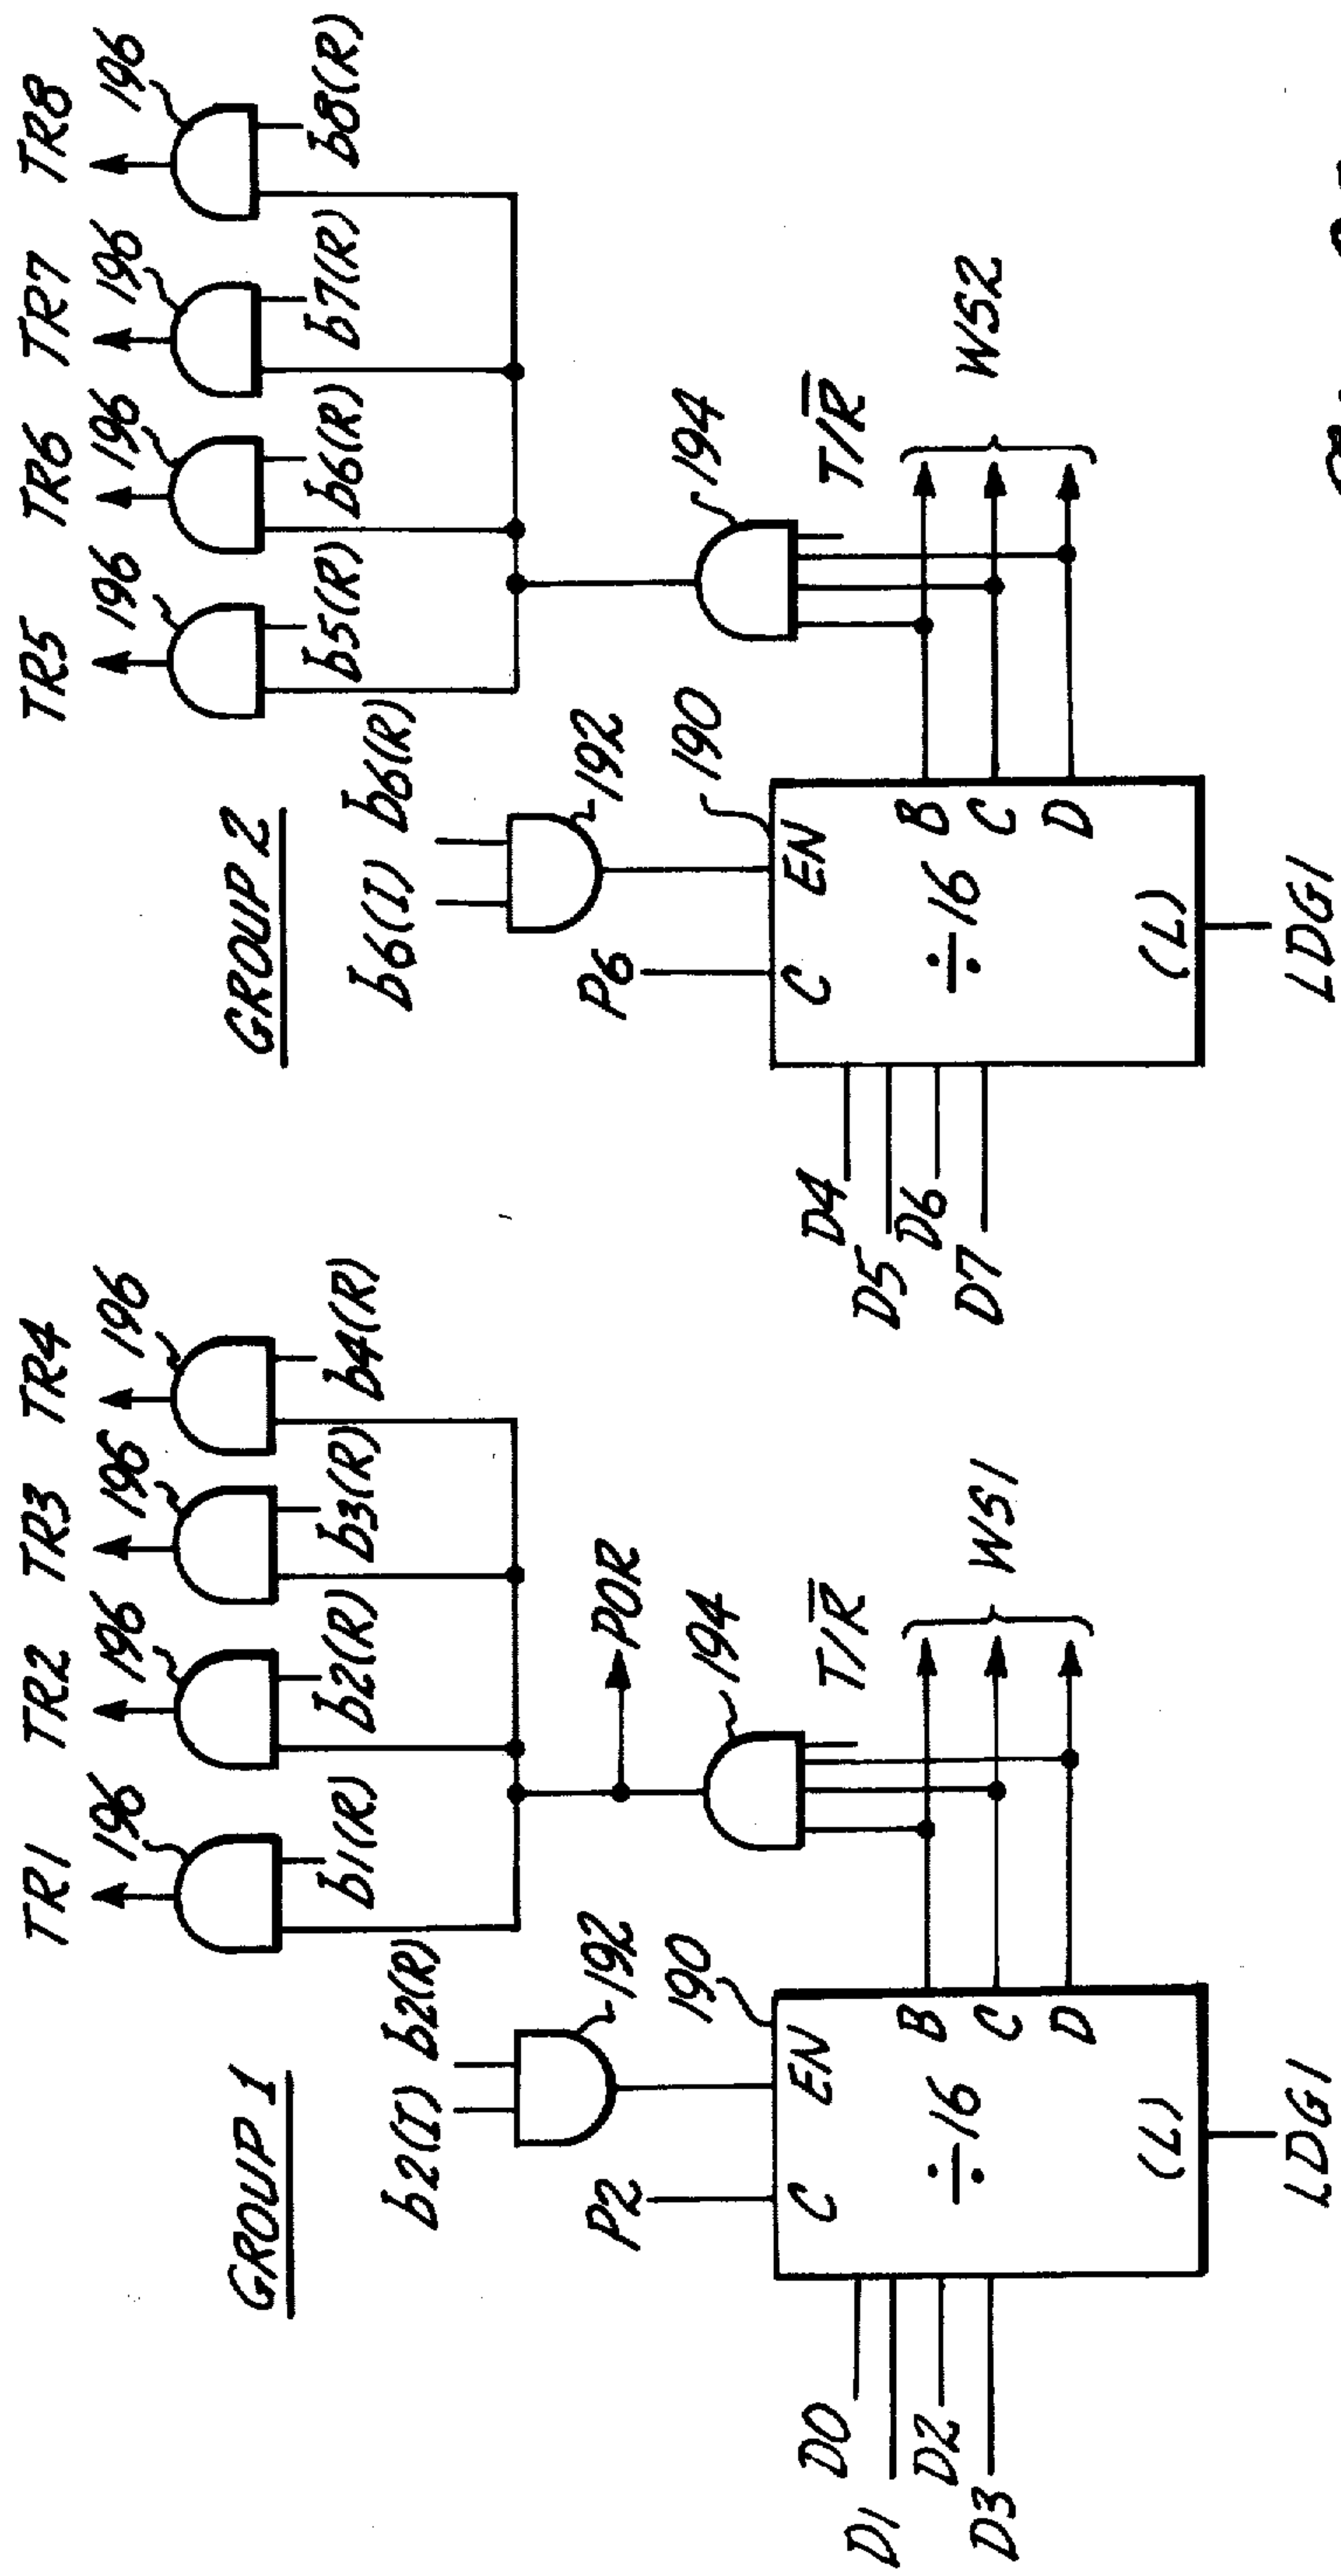 GROUP 1
TR1 TR2 TR3 TR4
196 196 196 196
b1(R) b2(R) b3(R) b4(R)
b2(I) b2(R)
192
POR
P2
190
194
T/R̅
C EN
D0
D1
D2
D3
÷16
B
C
D
WS1
(L)
LDG1
GROUP 2
TR5 TR6 TR7 TR8
196 196 196 196
b5(R) b6(R) b7(R) b8(R)
b6(I) b6(R)
192
P6
190
194
T/R̅
C EN
D4
D5
D6
D7
÷16
B
C
D
WS2
(L)
LDG1